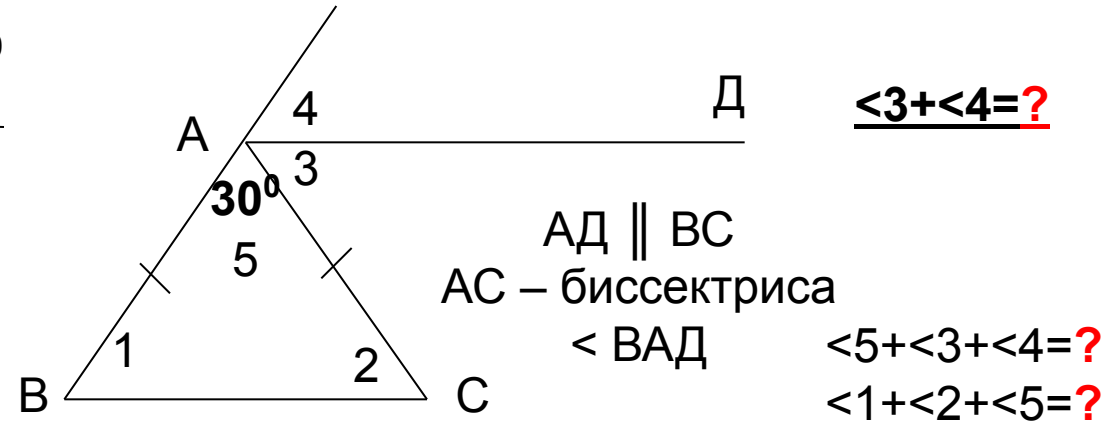 4
Д
<3+<4=?
А
3
30⁰
АД ∥ ВС
5
АС – биссектриса
< ВАД
<5+<3+<4=?
1
2
<1+<2+<5=?
В
С